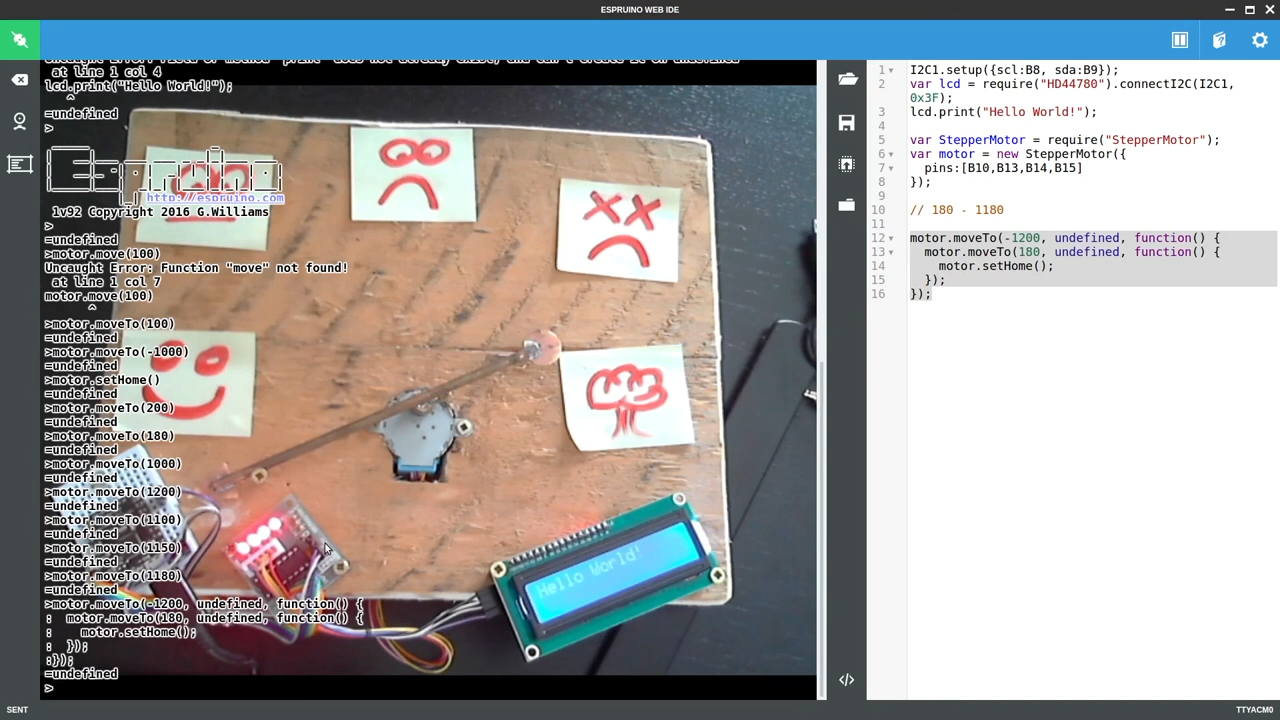 ESPRUINO WEB IDE
at line 1 col 4
lcd.print("Hello World!");
^
=undefined
>
http://espruino.com
1v92 Copyright 2016 G.Williams
>
=undefined
>motor.move(100)
Uncaught Error: Function "move" not found!
at line 1 col 7
motor.move(100)
^
>motor.moveTo(100)
=undefined
>motor.moveTo(-1000)
=undefined
>motor.setHome()
=undefined
>motor.moveTo(200)
=undefined
>motor.moveTo(180)
=undefined
>motor.moveTo(1000)
=undefined
>motor.moveTo(1200)
=undefined
>motor.moveTo(1100)
=undefined
>motor.moveTo(1150)
=undefined
>motor.moveTo(1180)
=undefined
>motor.moveTo(-1200, undefined, function() {
:  motor.moveTo(180, undefined, function() {
:    motor.setHome();
:  });
:});
=undefined
>
Hello World!
1 I2C1.setup({scl:B8, sda:B9});
2 var lcd = require("HD44780").connectI2C(I2C1,
0x3F);
3 lcd.print("Hello World!");
4
5 var StepperMotor = require("StepperMotor");
6 var motor = new StepperMotor({
7   pins:[B10,B13,B14,B15]
8 });
9
10 // 180 - 1180
11
12 motor.moveTo(-1200, undefined, function() {
13   motor.moveTo(180, undefined, function() {
14     motor.setHome();
15   });
16 });
SENT
TTYACM0